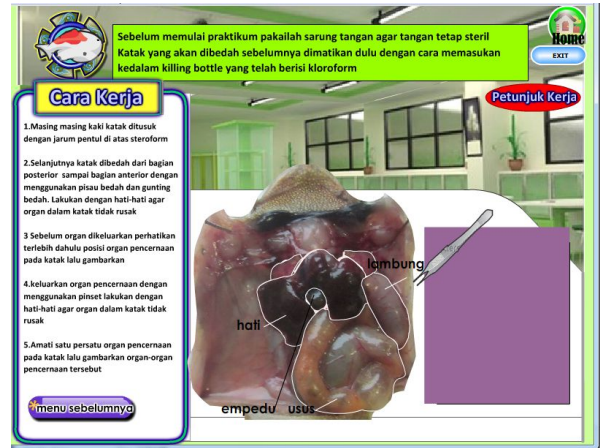 Sebelum memulai praktikum pakailah sarung tangan agar tangan tetap steril
Katak yang akan dibedah sebelumnya dimatikan dulu dengan cara memasukan
kedalam killing bottle yang telah berisi kloroform
Home
EXIT
Cara Kerja
Petunjuk Kerja
1.Masing masing kaki katak ditusuk
dengan jarum pentul di atas steroform
2.Selanjutnya katak dibedah dari bagian
posterior sampai bagian anterior dengan
menggunakan pisau bedah dan gunting
bedah. Lakukan dengan hati-hati agar
organ dalam katak tidak rusak
3 Sebelum organ dikeluarkan perhatikan
terlebih dahulu posisi organ pencernaan
pada katak lalu gambarkan
4.keluarkan organ pencernaan dengan
menggunakan pinset lakukan dengan
hati-hati agar organ dalam katak tidak
rusak
5.Amati satu persatu organ pencernaan
pada katak lalu gambarkan organ-organ
pencernaan tersebut
menu sebelumnya
lambung
hati
empedu
usus